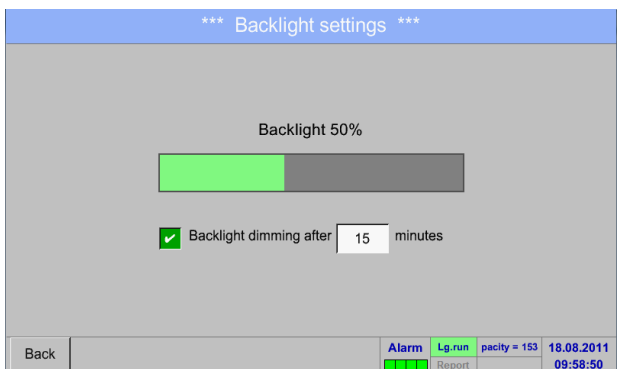 *** Backlight settings ***
Backlight 50%
Backlight dimming after 15 minutes
Back
Alarm
Lg.run
pacity = 153
18.08.2011
Report
09:58:50